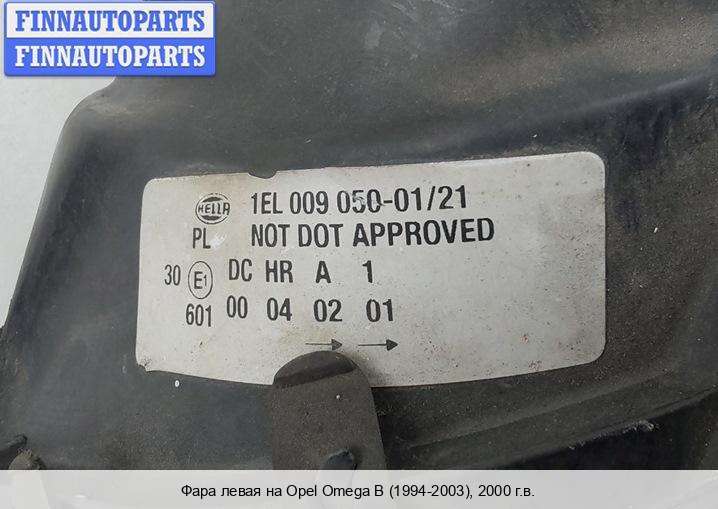 FINNAUTOPARTS
FINNAUTOPARTS
HELLA 1EL 009 050-01/21
PL NOT DOT APPROVED
30 E1 DC HR A 1
601 00 04 02 01
Фара левая на Opel Omega B (1994-2003), 2000 г.в.